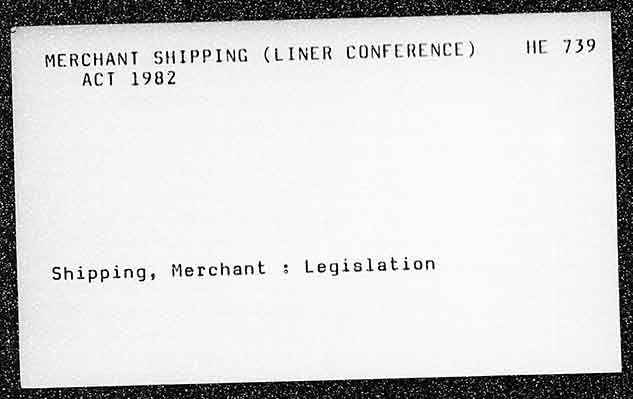 MERCHANT SHIPPING (LINER CONFERENCE) HE 739
ACT 1982
Shipping, Merchant : Legislation